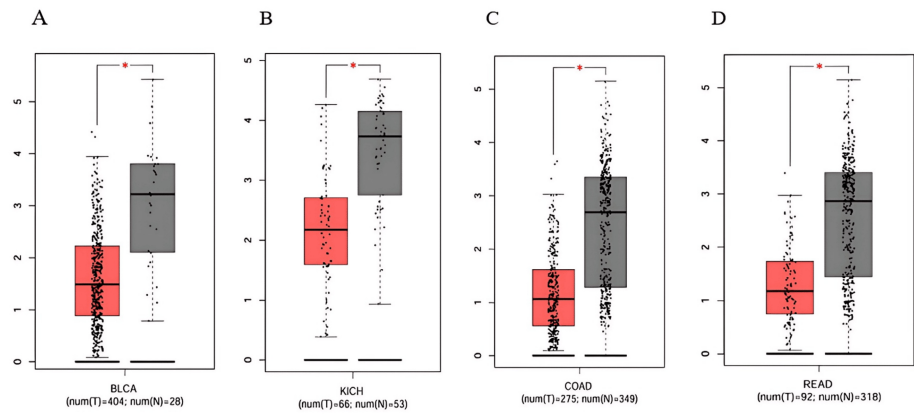 A
B
C
D
*
*
*
*
5
4
3
2
1
0
5
4
3
2
1
0
5
4
3
2
1
0
5
4
3
2
1
0
BLCA
(num(T)=404; num(N)=28)
KICH
(num(T)=66; num(N)=53)
COAD
(num(T)=275; num(N)=349)
READ
(num(T)=92; num(N)=318)